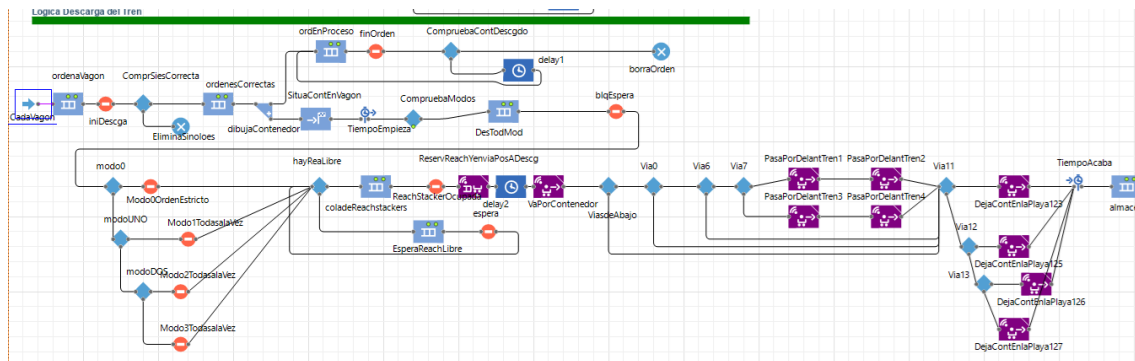 Logica Descarga del Tren
ordEnProceso
finOrden
CompruebaContDescgdo
delay1
borraOrden
ordenaVagon
ComprSiesCorrecta
ordenesCorrectas
SituaContEnVagon
CompruebaModos
blqEspera
CadaVagon
iniDescga
EliminaSinoloes
dibujaContenedor
TiempoEmpieza
DesTodMod
modo0
hayReaLibre
ReservReachYenviaPosADescg
Via0
Via6
Via7
PasaPorDelantTren1
PasaPorDelantTren2
Via11
TiempoAcaba
Modo0OrdenEstricto
coladeReachstackers
ReachStackerOcupada
delay2
VaPorContenedor
ViasdeAbajo
PasaPorDelantTren3
PasaPorDelantTren4
DejaContEnlaPlaya123
almac
modoUNO
Modo1TodasalaVez
espera
EsperaReachLibre
Via12
DejaContEnlaPlaya125
modoDOS
Modo2TodasalaVez
Via13
DejaContEnlaPlaya126
Modo3TodasalaVez
DejaContEnlaPlaya127